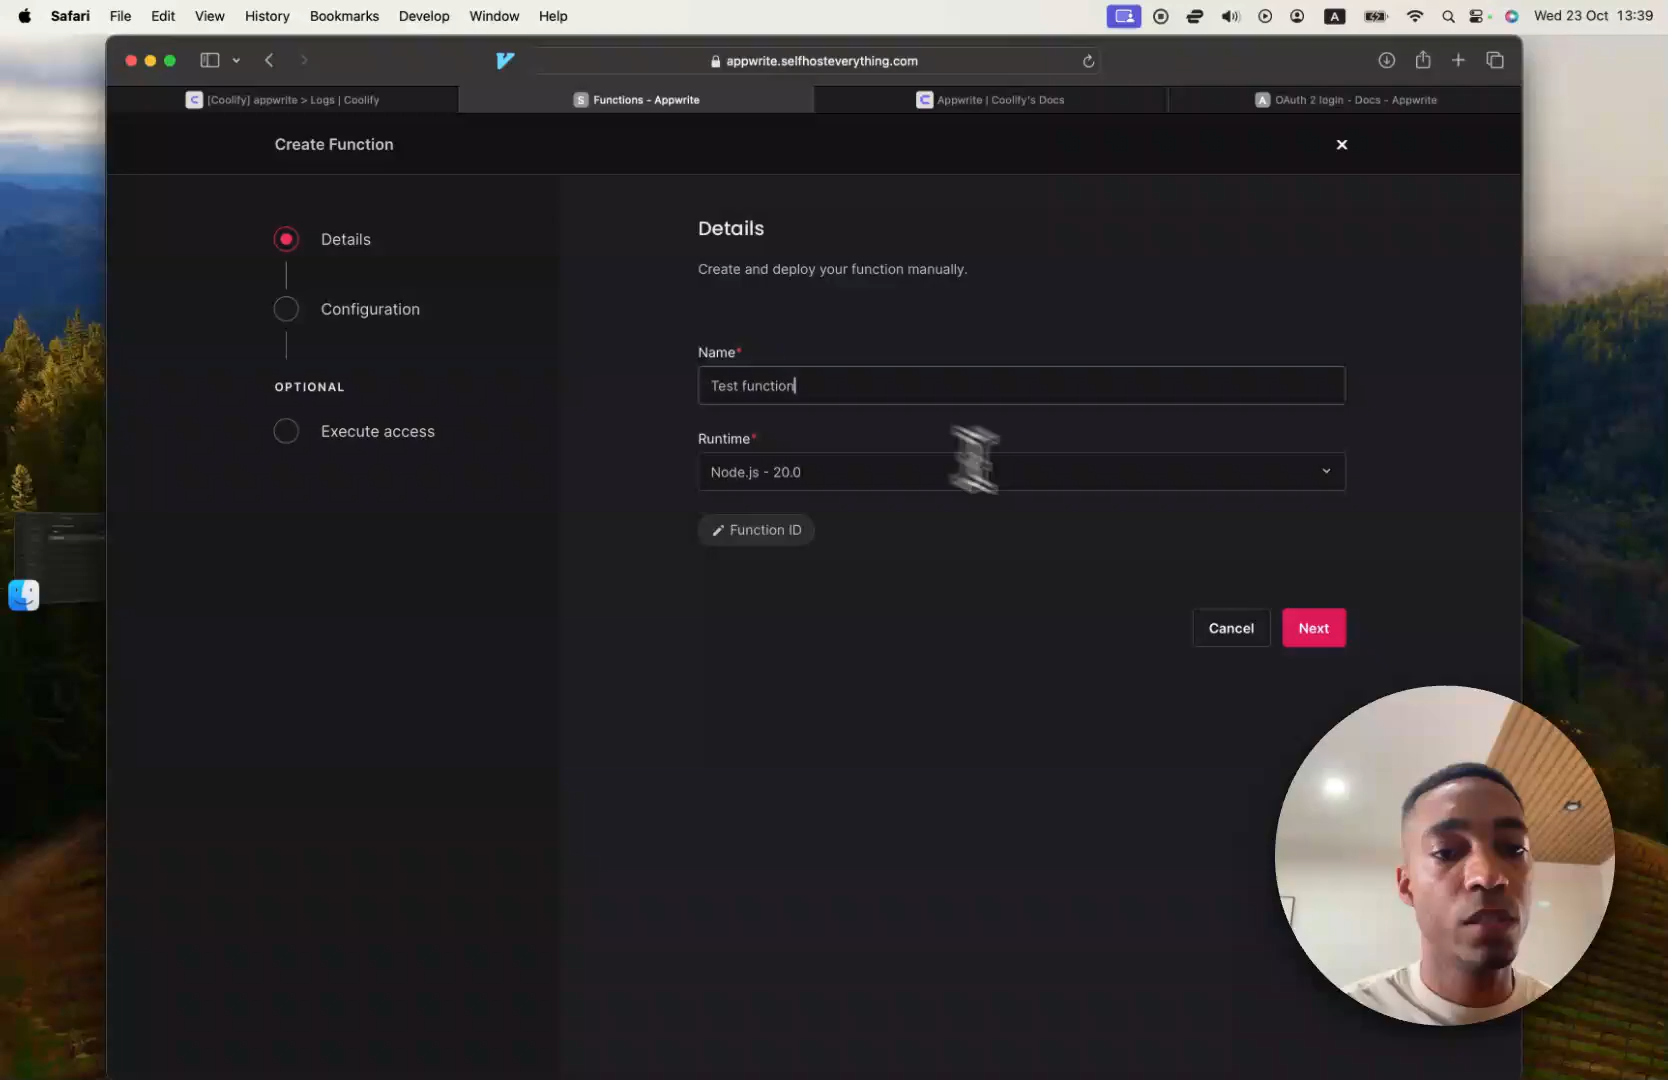 Safari File Edit View History Bookmarks Develop Window Help A Wed 23 Oct 13:39
appwrite.selfhosteverything.com
[Coolify] appwrite > Logs | Coolify
S Functions - Appwrite
Appwrite | Coolify's Docs
A OAuth 2 login - Docs - Appwrite
Create Function
Details
Configuration
OPTIONAL
Execute access
Details
Create and deploy your function manually.
Name*
Test function
Runtime*
Node.js - 20.0
Function ID
Cancel Next